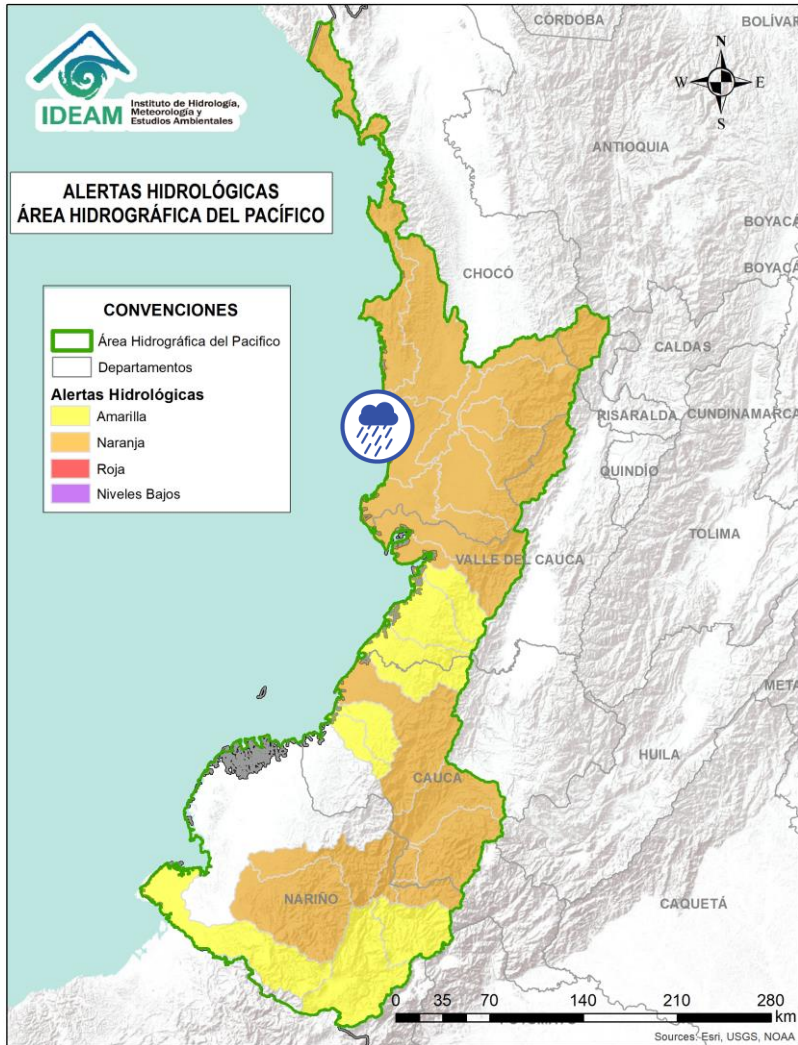 CÓRDOBA
BOLÍVAR
N
W
E
S
IDEAM
Instituto de Hidrología,
Meteorología y
Estudios Ambientales
ANTIOQUIA
ALERTAS HIDROLÓGICAS
ÁREA HIDROGRÁFICA DEL PACÍFICO
BOYACÁ
BOYACÁ
CHOCÓ
CONVENCIONES
Área Hidrográfica del Pacifico
Departamentos
Alertas Hidrológicas
Amarilla
Naranja
Roja
Niveles Bajos
CALDAS
RISARALDA
CUNDINAMARCA
QUINDÍO
TOLIMA
VALLE DEL CAUCA
META
HUILA
CAUCA
NARIÑO
CAQUETÁ
0 35 70 140 210 280
km
Sources: Esri, USGS, NOAA